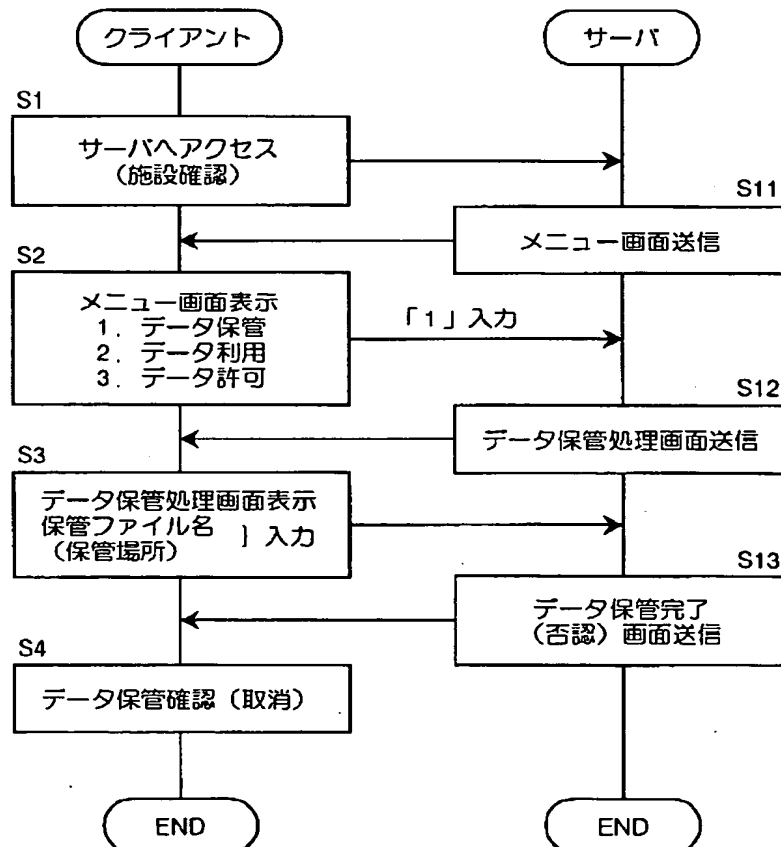 クライアント
サーバ
S1
サーバへアクセス
（施設確認）
S11
メニュー画面送信
S2
メニュー画面表示
1．データ保管
2．データ利用
3．データ許可
「1」入力
S12
データ保管処理画面送信
S3
データ保管処理画面表示
保管ファイル名
（保管場所）
} 入力
S13
データ保管完了
（否認）画面送信
S4
データ保管確認（取消）
END
END